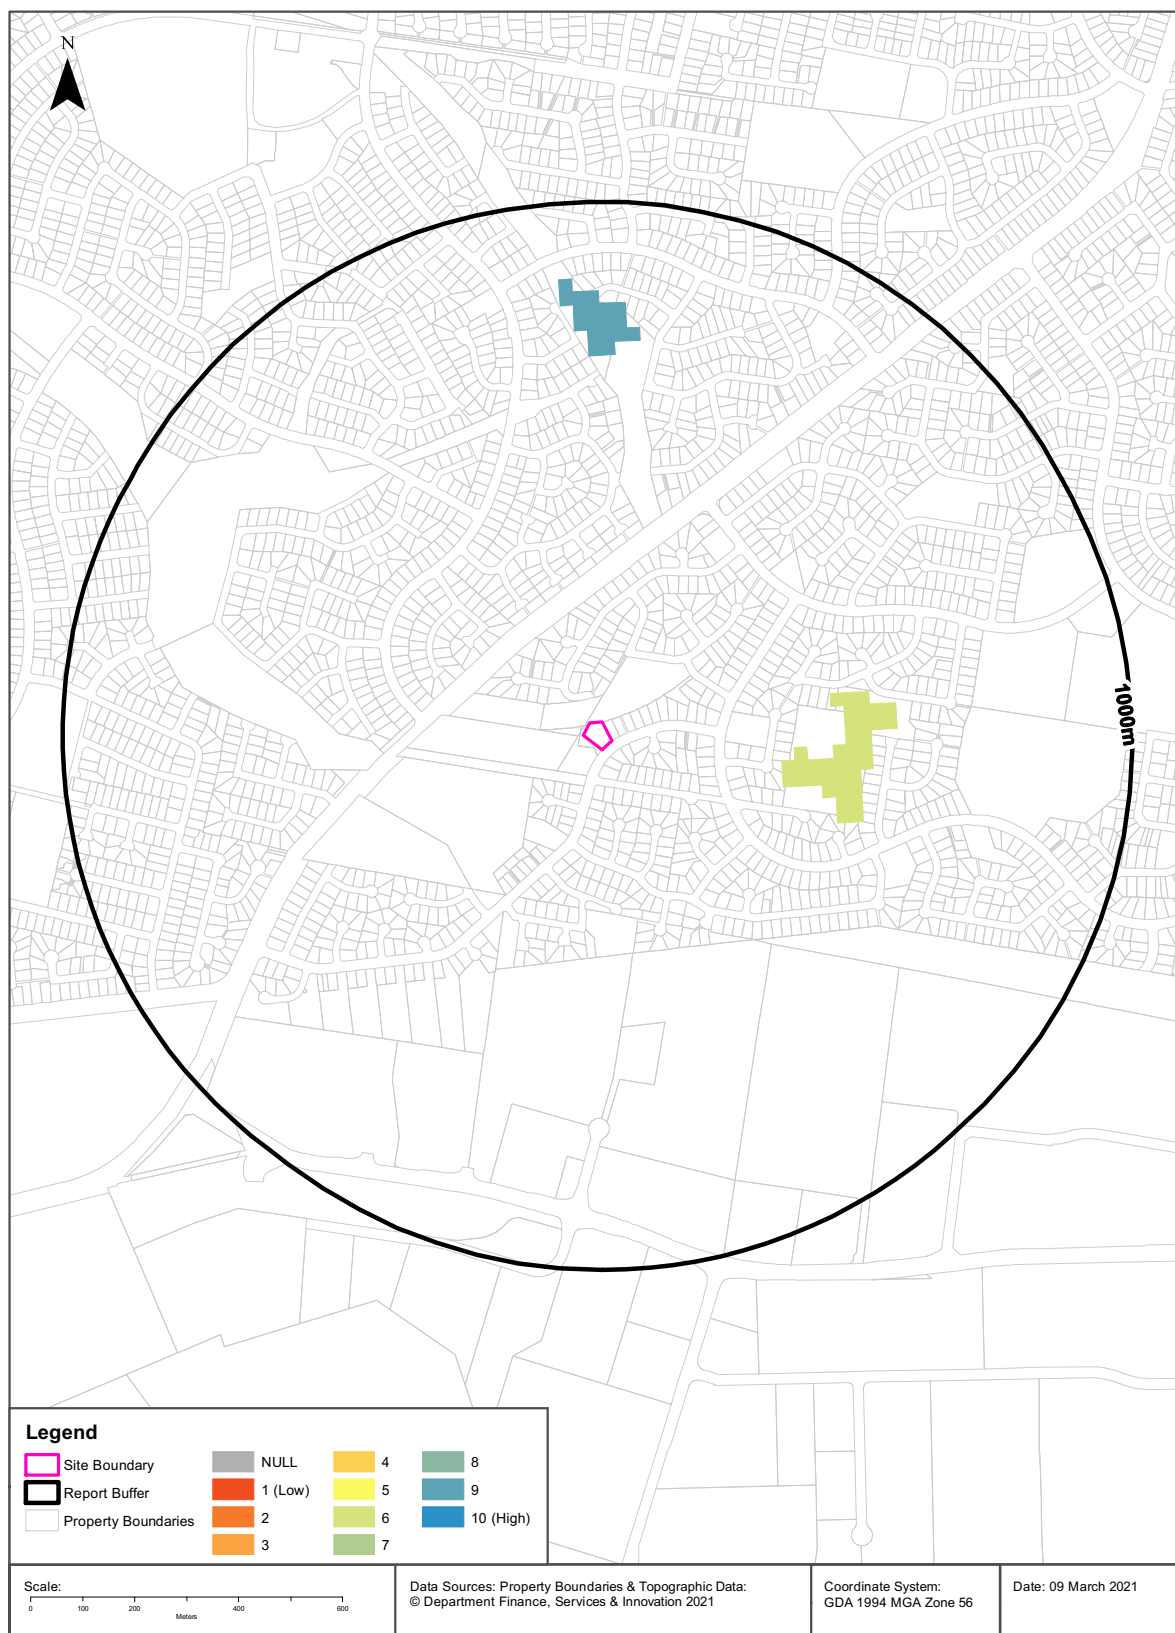 N
1000m
Legend
Site Boundary
Report Buffer
Property Boundaries
NULL
1 (Low)
2
3
4
5
6
7
8
9
10 (High)
Scale:
0 100 200 400 600
Meters
Data Sources: Property Boundaries & Topographic Data:
© Department Finance, Services & Innovation 2021
Coordinate System:
GDA 1994 MGA Zone 56
Date: 09 March 2021